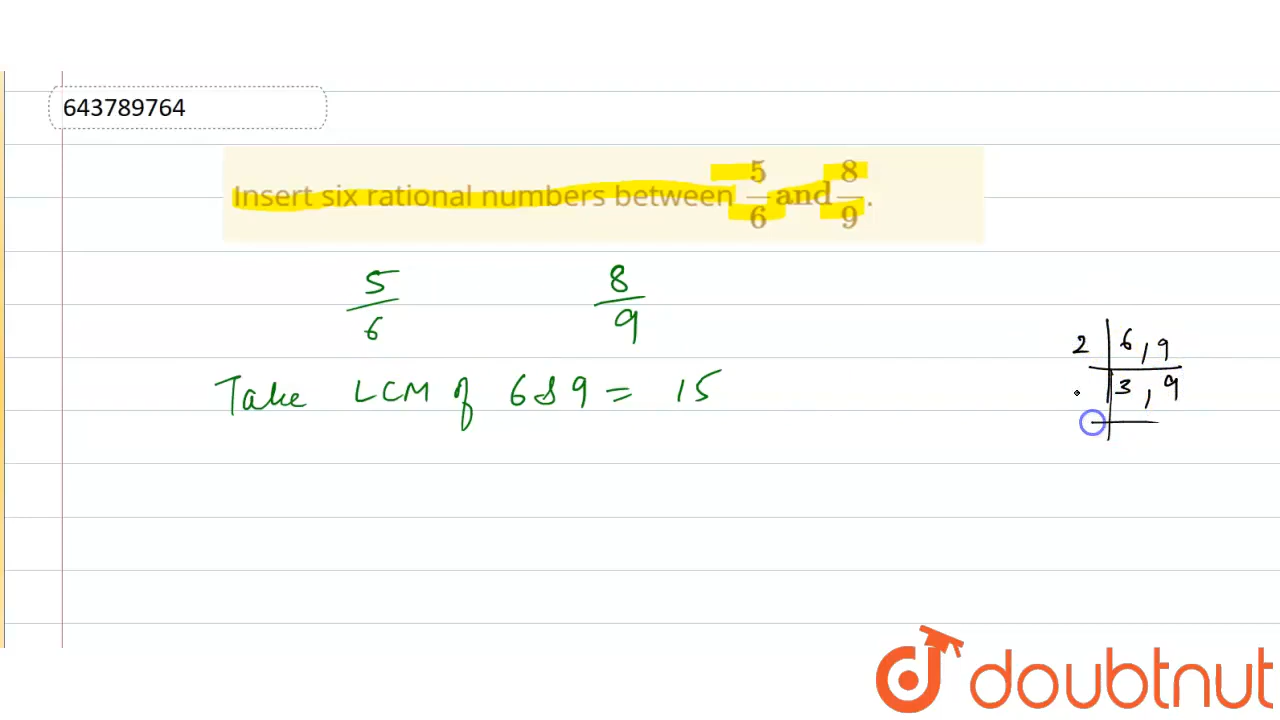 643789764
Insert six rational numbers between 5/6 and 8/9.
5/6 8/9
2 | 6, 9
Take LCM of 6 & 9 = 15
3, 9
doubtnut